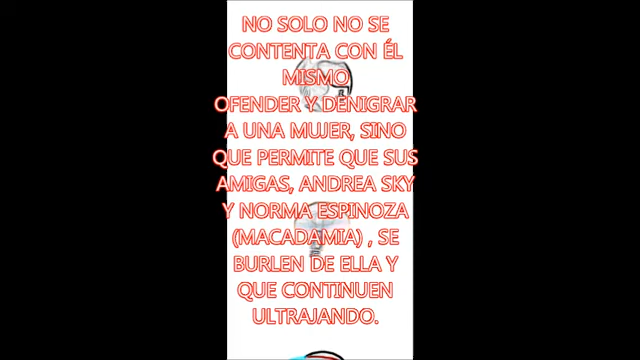 NO SOLO NO SE
CONTENTA CON ÉL
MISMO
OFENDER Y DENIGRAR
A UNA MUJER, SINO
QUE PERMITE QUE SUS
AMIGAS, ANDREA SKY
Y NORMA ESPINOZA
(MACADAMIA) , SE
BURLEN DE ELLA Y
QUE CONTINUEN
ULTRAJANDO.